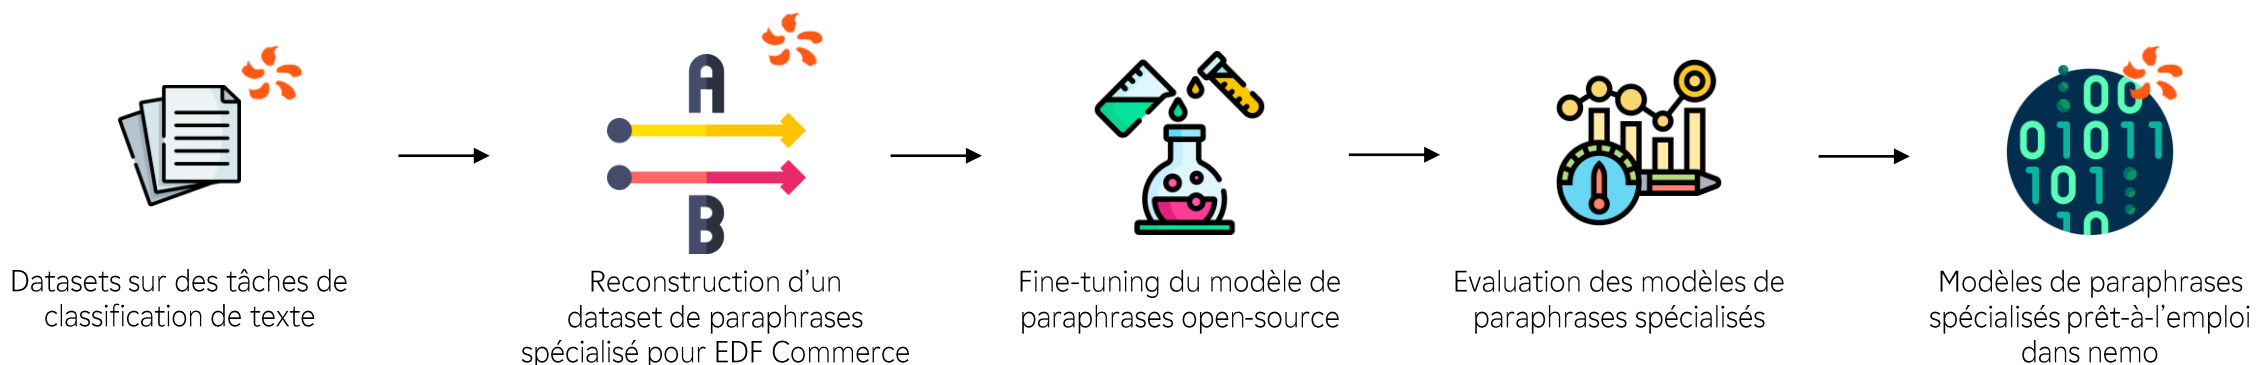 A
B
00
01011
101
10
Datasets sur des tâches de
classification de texte
Reconstruction d'un
dataset de paraphrases
spécialisé pour EDF Commerce
Fine-tuning du modèle de
paraphrases open-source
Evaluation des modèles de
paraphrases spécialisés
Modèles de paraphrases
spécialisés prêt-à-l'emploi
dans nemo